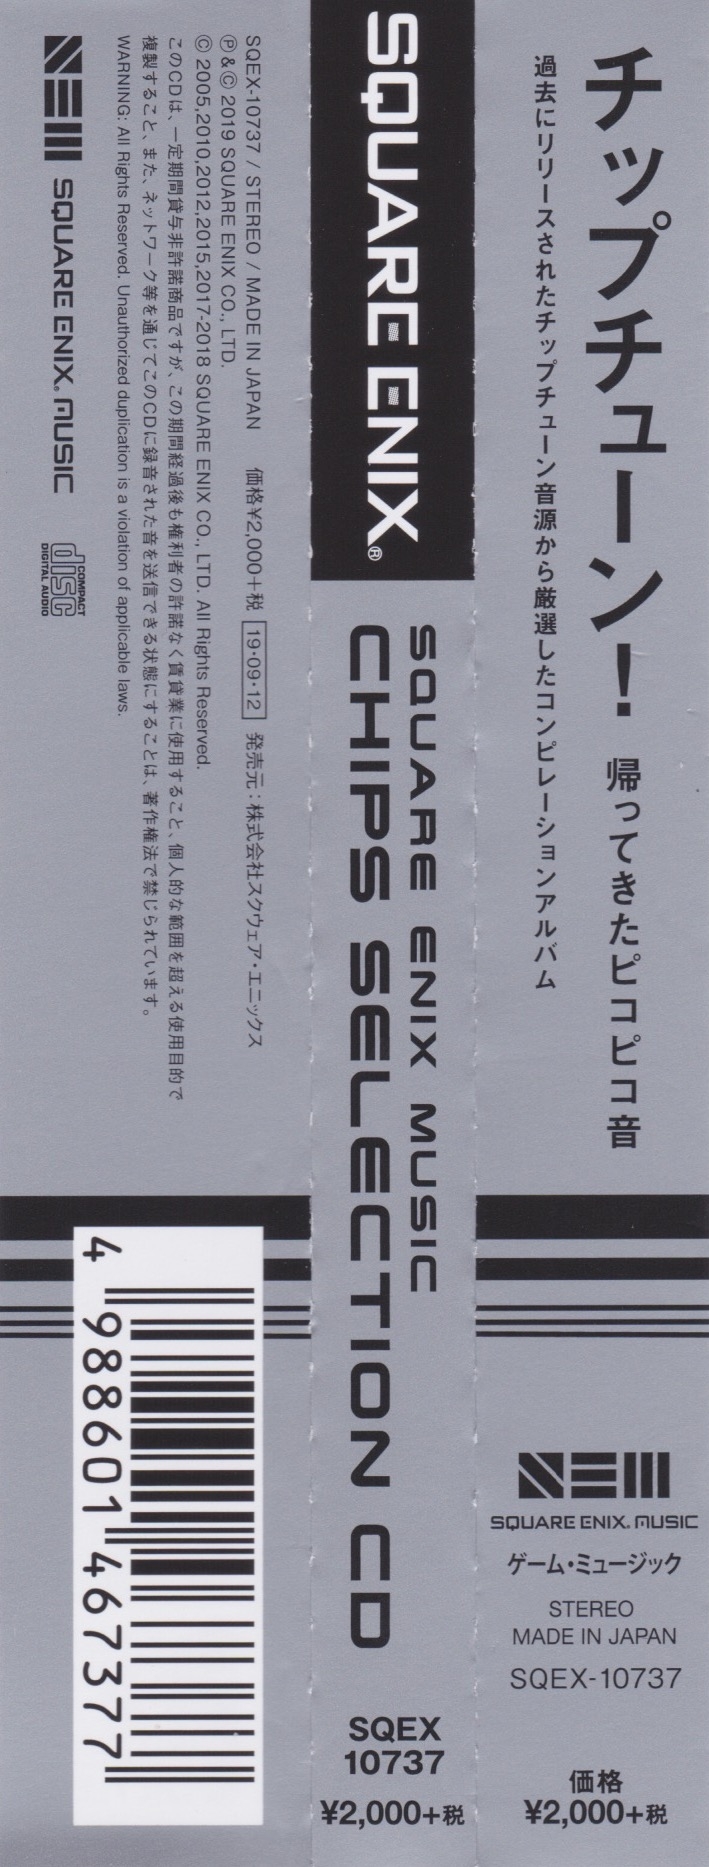 チップチューン！ 帰ってきたピコピコ音
過去にリリースされたチップチューン音源から厳選したコンピレーションアルバム
SQUARE ENIX. MUSIC
ゲーム・ミュージック
STEREO
MADE IN JAPAN
SQEX-10737
価格
¥2,000+税
SQUARE ENIX®
SQUARE ENIX MUSIC
CHIPS SELECTION CD
SQEX
10737
¥2,000+税
SQEX-10737 / STEREO / MADE IN JAPAN 価格¥2,000+税 19・09・12 発売元：株式会社スクウェア・エニックス
Ⓟ & © 2019 SQUARE ENIX CO., LTD.
© 2005,2010,2012,2015,2017-2018 SQUARE ENIX CO., LTD. All Rights Reserved.
このCDは、一定期間貸与非許諾商品ですが、この期間経過後も権利者の許諾なく賃貸業に使用すること、個人的な範囲を超える使用目的で
複製すること、また、ネットワーク等を通じてこのCDに録音された音を送信できる状態にすることは、著作権法で禁じられています。
WARNING: All Rights Reserved. Unauthorized duplication is a violation of applicable laws.
SQUARE ENIX. MUSIC
COMPACT
disc
DIGITAL AUDIO
4 988601 467377